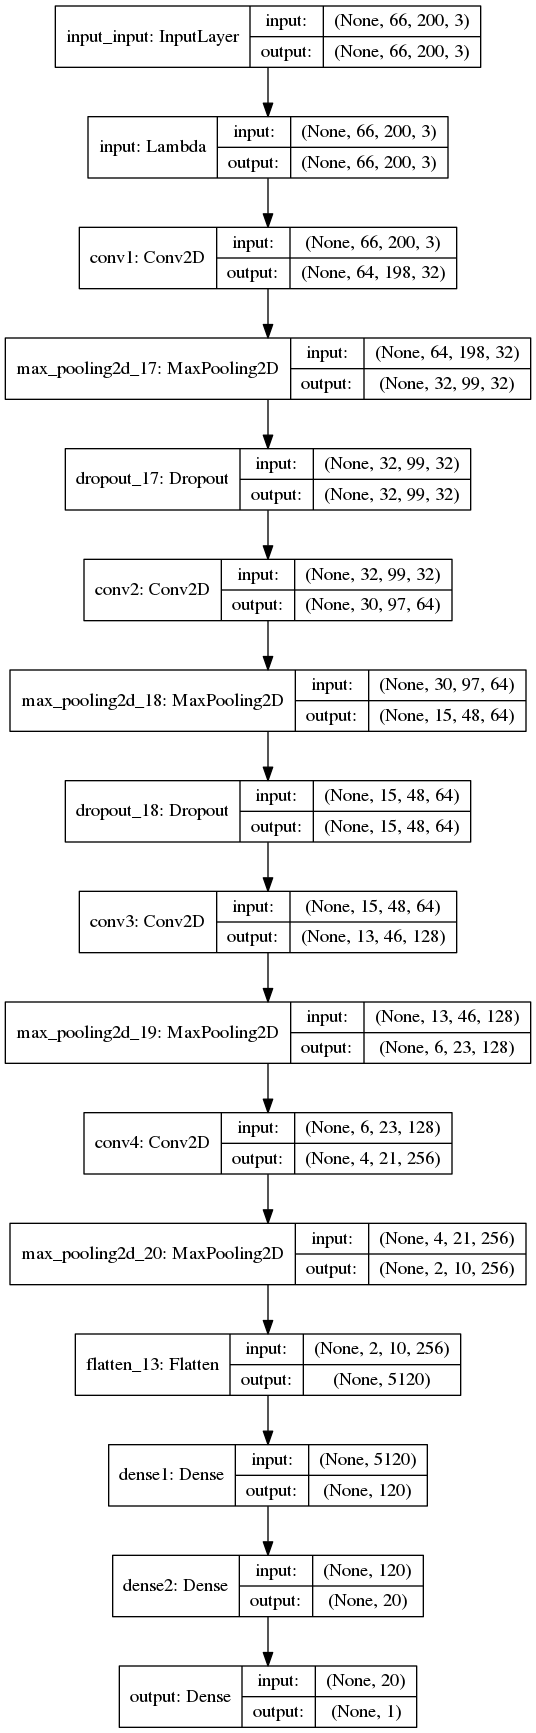 input_input: InputLayer
input: (None, 66, 200, 3)
output: (None, 66, 200, 3)
input: Lambda
input: (None, 66, 200, 3)
output: (None, 66, 200, 3)
conv1: Conv2D
input: (None, 66, 200, 3)
output: (None, 64, 198, 32)
max_pooling2d_17: MaxPooling2D
input: (None, 64, 198, 32)
output: (None, 32, 99, 32)
dropout_17: Dropout
input: (None, 32, 99, 32)
output: (None, 32, 99, 32)
conv2: Conv2D
input: (None, 32, 99, 32)
output: (None, 30, 97, 64)
max_pooling2d_18: MaxPooling2D
input: (None, 30, 97, 64)
output: (None, 15, 48, 64)
dropout_18: Dropout
input: (None, 15, 48, 64)
output: (None, 15, 48, 64)
conv3: Conv2D
input: (None, 15, 48, 64)
output: (None, 13, 46, 128)
max_pooling2d_19: MaxPooling2D
input: (None, 13, 46, 128)
output: (None, 6, 23, 128)
conv4: Conv2D
input: (None, 6, 23, 128)
output: (None, 4, 21, 256)
max_pooling2d_20: MaxPooling2D
input: (None, 4, 21, 256)
output: (None, 2, 10, 256)
flatten_13: Flatten
input: (None, 2, 10, 256)
output: (None, 5120)
dense1: Dense
input: (None, 5120)
output: (None, 120)
dense2: Dense
input: (None, 120)
output: (None, 20)
output: Dense
input: (None, 20)
output: (None, 1)